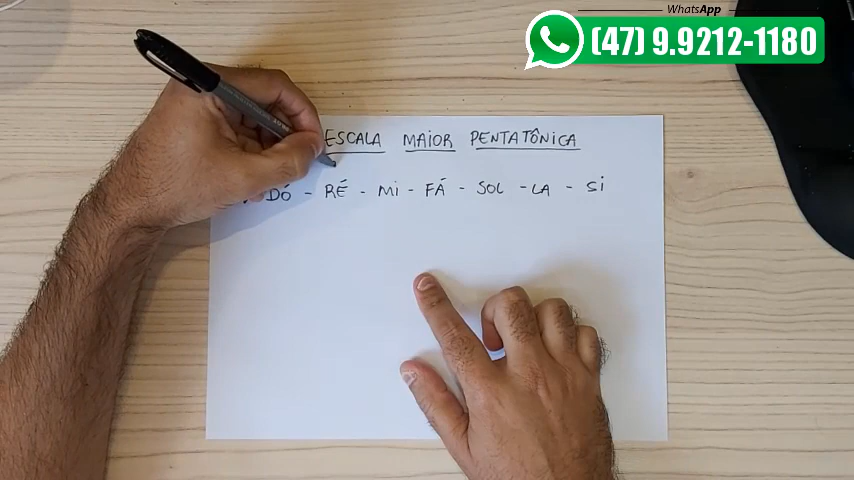 WhatsApp
(47) 9.9212-1180
ESCALA MAIOR PENTATÔNICA
DÓ - RÉ - Mi - FÁ - SOL - LA - Si